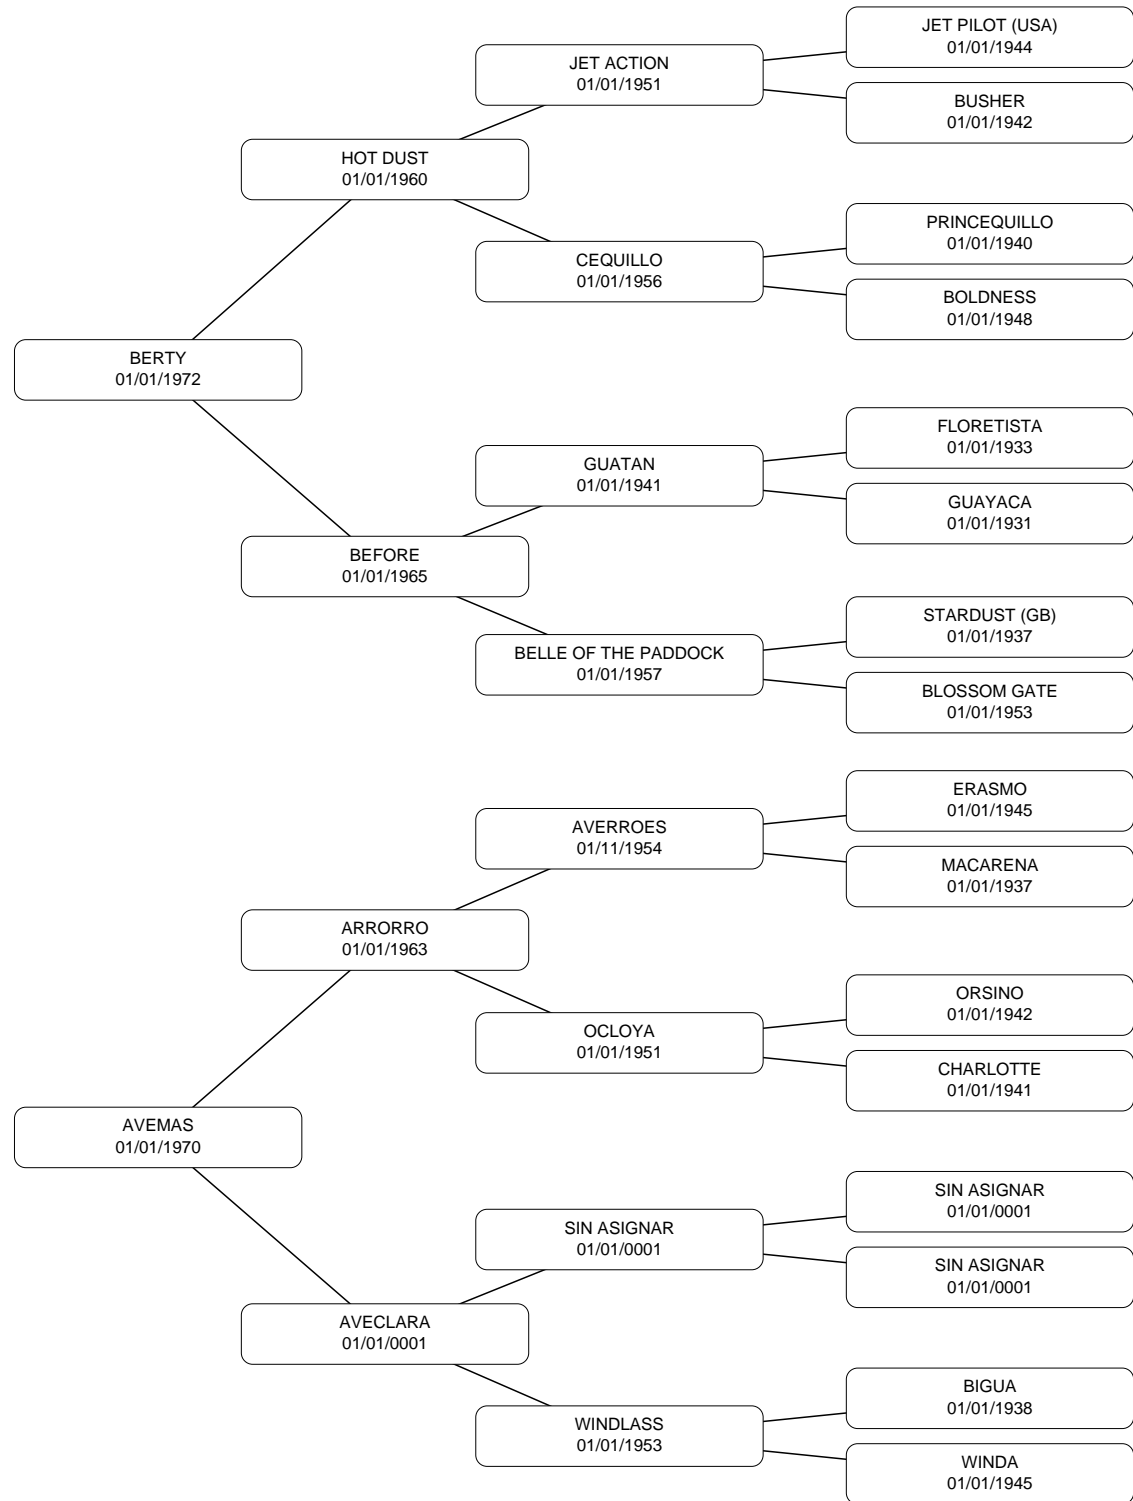 JET PILOT (USA)
01/01/1944
JET ACTION
01/01/1951
BUSHER
01/01/1942
HOT DUST
01/01/1960
PRINCEQUILLO
01/01/1940
CEQUILLO
01/01/1956
BOLDNESS
01/01/1948
BERTY
01/01/1972
FLORETISTA
01/01/1933
GUATAN
01/01/1941
GUAYACA
01/01/1931
BEFORE
01/01/1965
STARDUST (GB)
01/01/1937
BELLE OF THE PADDOCK
01/01/1957
BLOSSOM GATE
01/01/1953
ERASMO
01/01/1945
AVERROES
01/11/1954
MACARENA
01/01/1937
ARRORRO
01/01/1963
ORSINO
01/01/1942
OCLOYA
01/01/1951
CHARLOTTE
01/01/1941
AVEMAS
01/01/1970
SIN ASIGNAR
01/01/0001
SIN ASIGNAR
01/01/0001
SIN ASIGNAR
01/01/0001
AVECLARA
01/01/0001
BIGUA
01/01/1938
WINDLASS
01/01/1953
WINDA
01/01/1945